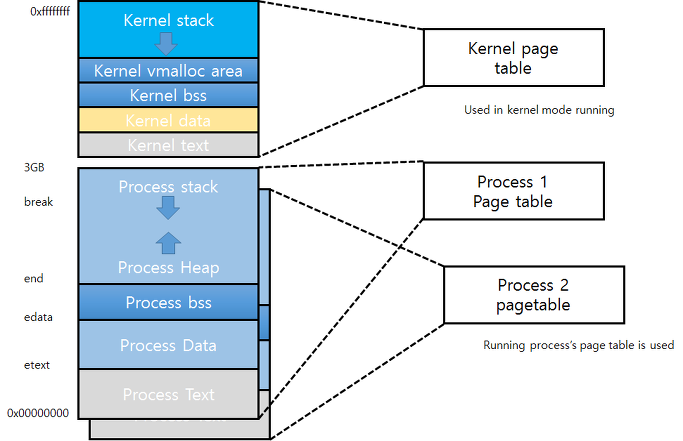 0xffffffff
Kernel stack
Kernel vmalloc area
Kernel bss
Kernel data
Kernel text
Kernel page
table
Used in kernel mode running
3GB
break
end
edata
etext
0x00000000
Process stack
Process Heap
Process bss
Process Data
Process Text
Process 1
Page table
Process 2
pagetable
Running process's page table is used